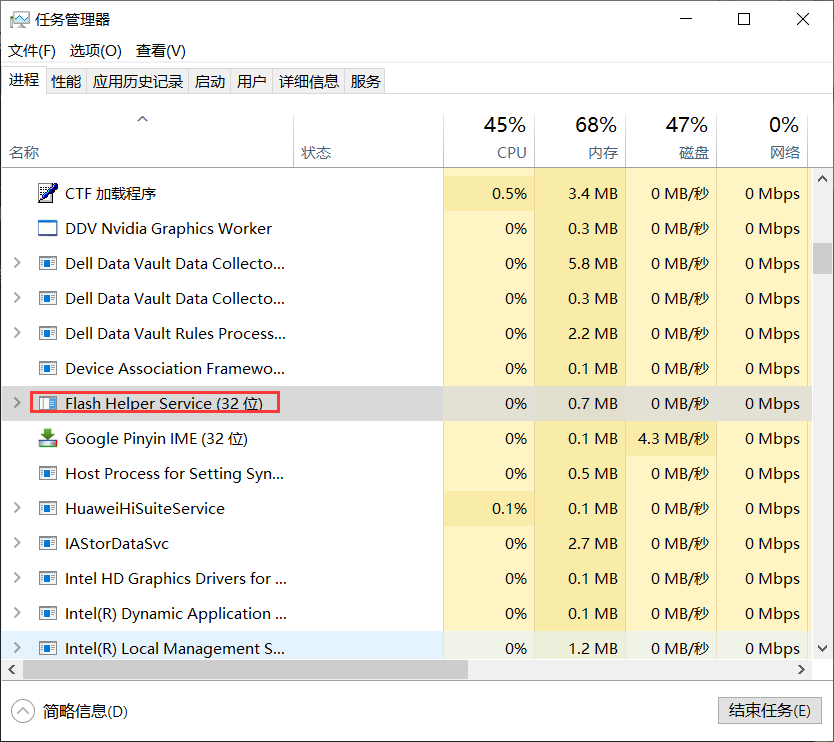 任务管理器
文件(F) 选项(O) 查看(V)
进程 性能 应用历史记录 启动 用户 详细信息 服务
45% 68% 47% 0%
名称 状态 CPU 内存 磁盘 网络
CTF 加载程序 0.5% 3.4 MB 0 MB/秒 0 Mbps
DDV Nvidia Graphics Worker 0% 0.3 MB 0 MB/秒 0 Mbps
Dell Data Vault Data Collecto... 0% 5.8 MB 0 MB/秒 0 Mbps
Dell Data Vault Data Collecto... 0% 0.3 MB 0 MB/秒 0 Mbps
Dell Data Vault Rules Process... 0% 2.2 MB 0 MB/秒 0 Mbps
Device Association Framewo... 0% 0.1 MB 0 MB/秒 0 Mbps
Flash Helper Service (32 位) 0% 0.7 MB 0 MB/秒 0 Mbps
Google Pinyin IME (32 位) 0% 0.1 MB 4.3 MB/秒 0 Mbps
Host Process for Setting Syn... 0% 0.5 MB 0 MB/秒 0 Mbps
HuaweiHiSuiteService 0.1% 0.1 MB 0 MB/秒 0 Mbps
IAStorDataSvc 0% 2.7 MB 0 MB/秒 0 Mbps
Intel HD Graphics Drivers for ... 0% 0.1 MB 0 MB/秒 0 Mbps
Intel(R) Dynamic Application ... 0% 0.1 MB 0 MB/秒 0 Mbps
Intel(R) Local Management S... 0% 1.2 MB 0 MB/秒 0 Mbps
简略信息(D) 结束任务(E)